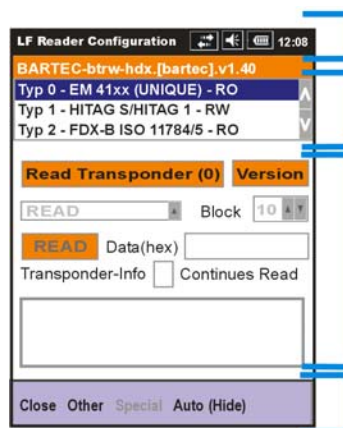 LF Reader Configuration 12:08
BARTEC-btrw-hdx.[bartec].v1.40
Typ 0 - EM 41xx (UNIQUE) - RO
Typ 1 - HITAG S/HITAG 1 - RW
Typ 2 - FDX-B ISO 11784/5 - RO
Read Transponder (0) Version
READ Block 10
READ Data(hex)
Transponder-Info Continues Read
Close Other Special Auto (Hide)